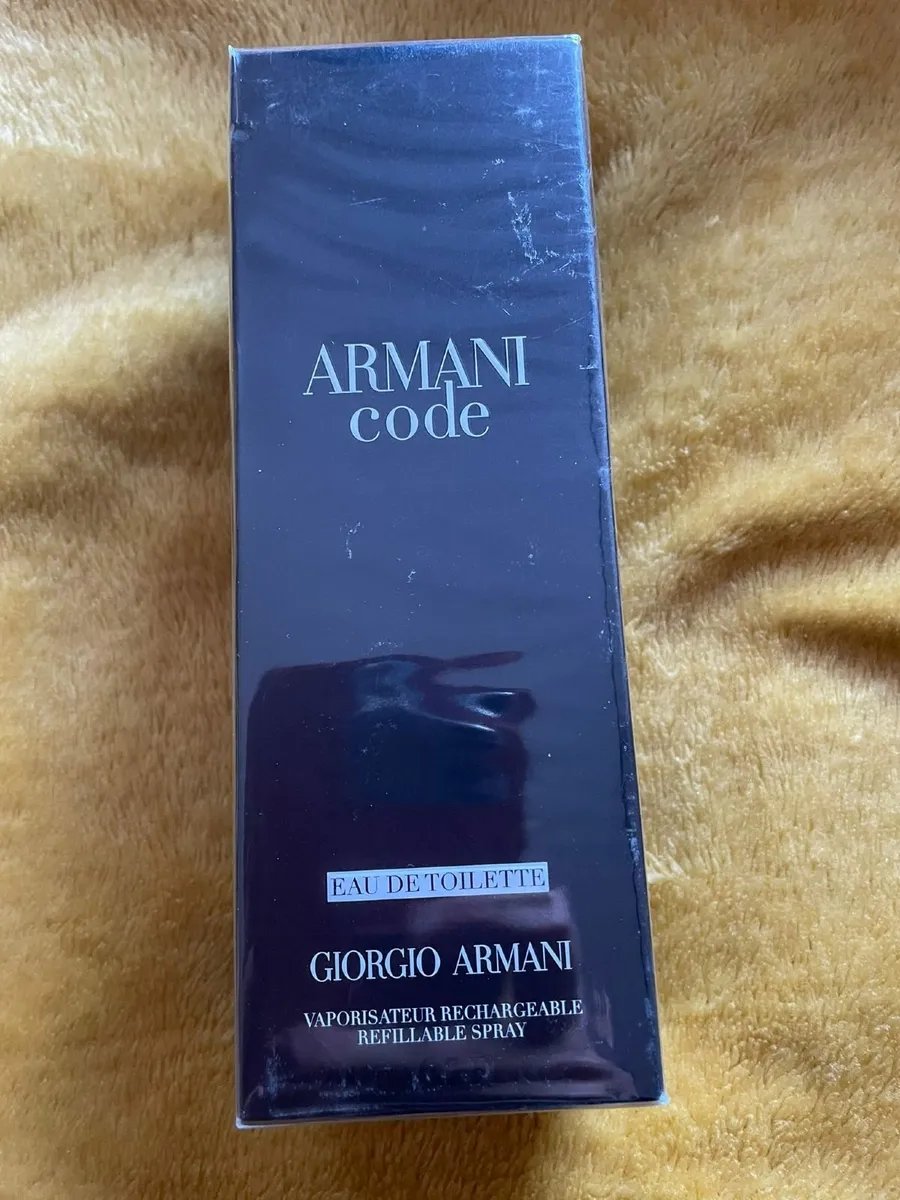 ARMANI
code
EAU DE TOILETTE
GIORGIO ARMANI
VAPORISATEUR RECHARGEABLE
REFILLABLE SPRAY